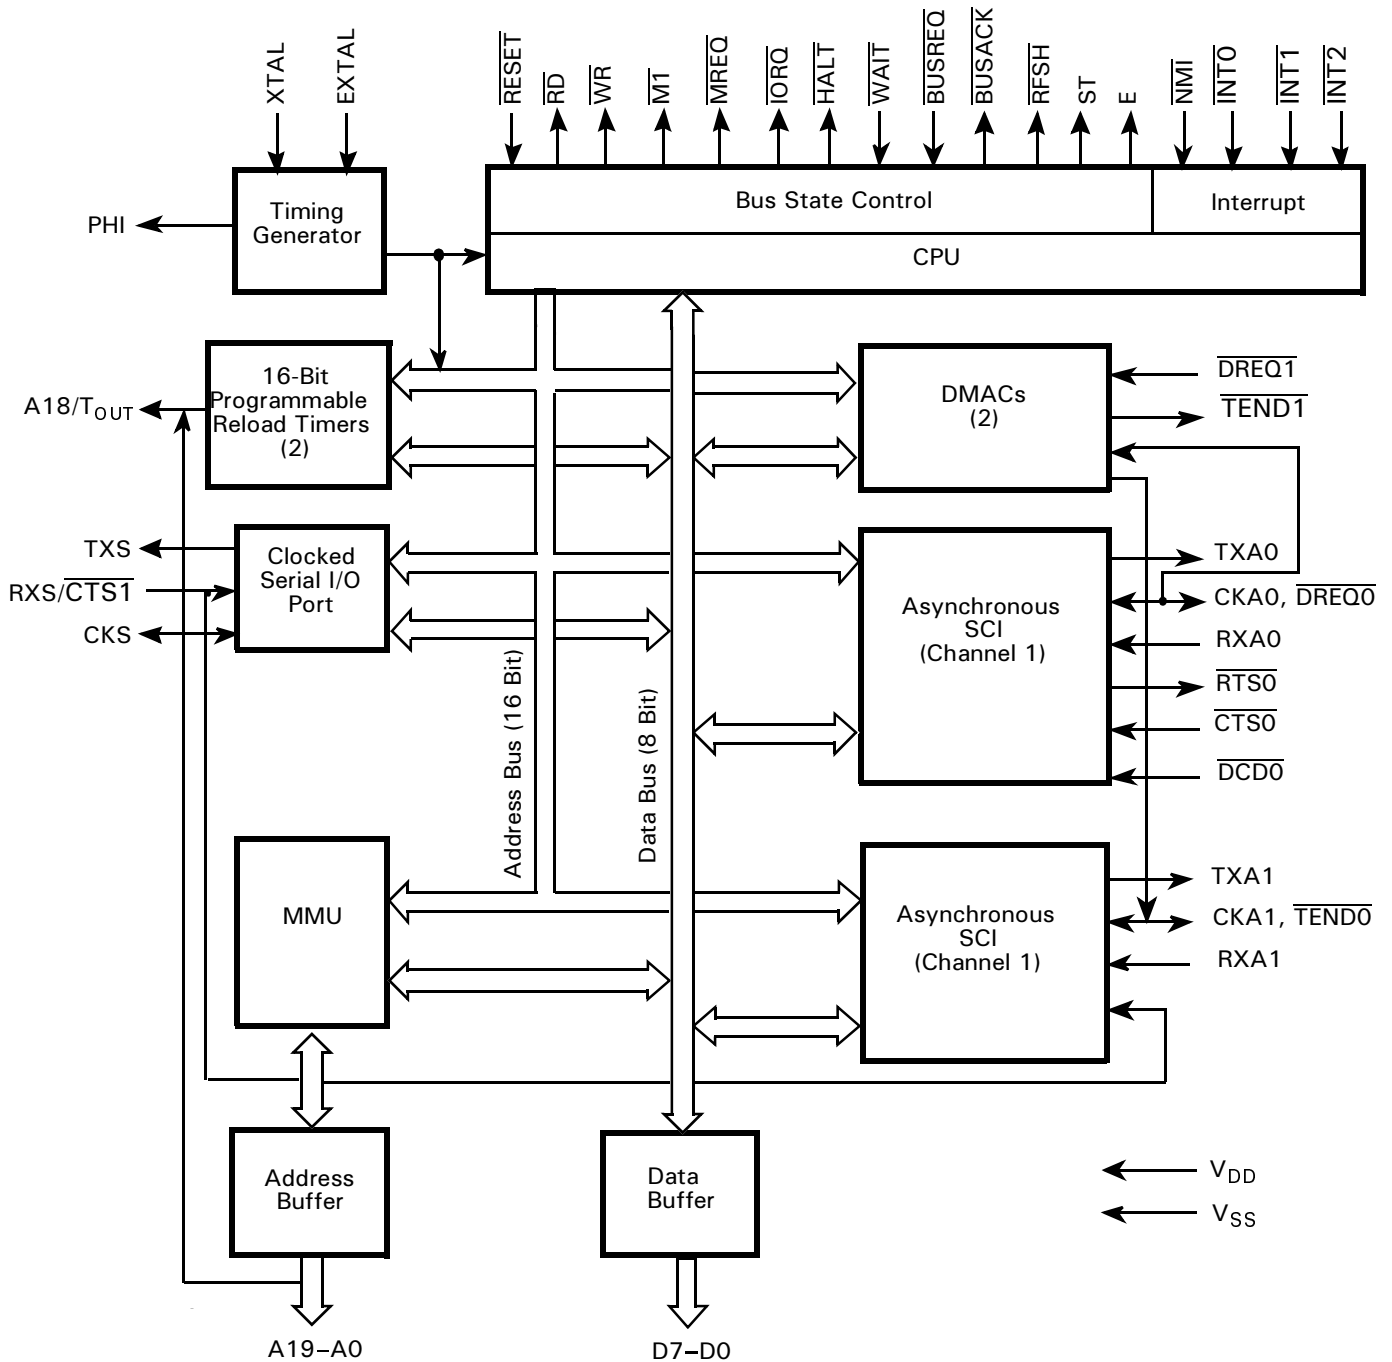 XTAL
EXTAL
RESET
RD
WR
M1
MREQ
IORQ
HALT
WAIT
BUSREQ
BUSACK
RFSH
ST
E
NMI
INT0
INT1
INT2
Timing
Generator
PHI
Bus State Control
Interrupt
CPU
16-Bit
Programmable
Reload Timers
(2)
A18/TOUT
DMACs
(2)
DREQ1
TEND1
TXS
RXS/CTS1
CKS
Clocked
Serial I/O
Port
Asynchronous
SCI
(Channel 1)
TXA0
CKA0, DREQ0
RXA0
RTS0
CTS0
DCD0
Address Bus (16 Bit)
Data Bus (8 Bit)
MMU
Asynchronous
SCI
(Channel 1)
TXA1
CKA1, TEND0
RXA1
Address
Buffer
Data
Buffer
VDD
VSS
A19–A0
D7–D0